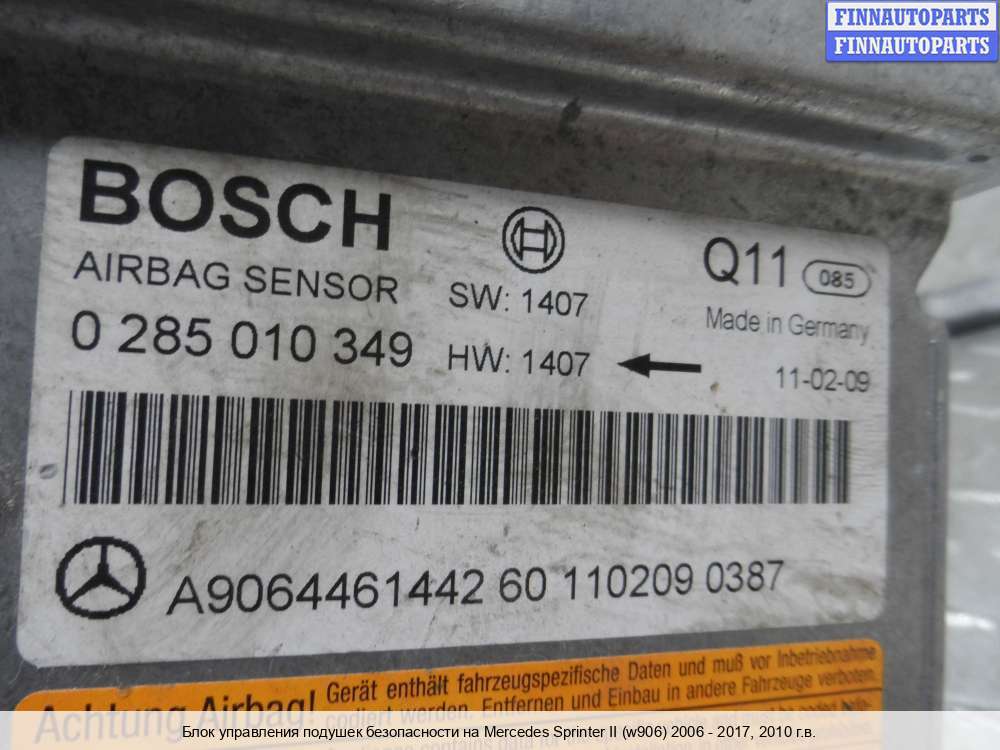 FINNAUTOPARTS
FINNAUTOPARTS
BOSCH
AIRBAG SENSOR
0 285 010 349
SW: 1407
HW: 1407
Q11 085
Made in Germany
11-02-09
A9064461442 60 110209 0387
Achtung Airbag!
Gerät enthält fahrzeugspezifische Daten und muß vor Inbetriebnahme
codiert werden. Entfernen und Einbau in andere Fahrzeuge verboten.
Блок управления подушек безопасности на Mercedes Sprinter II (w906) 2006 - 2017, 2010 г.в.